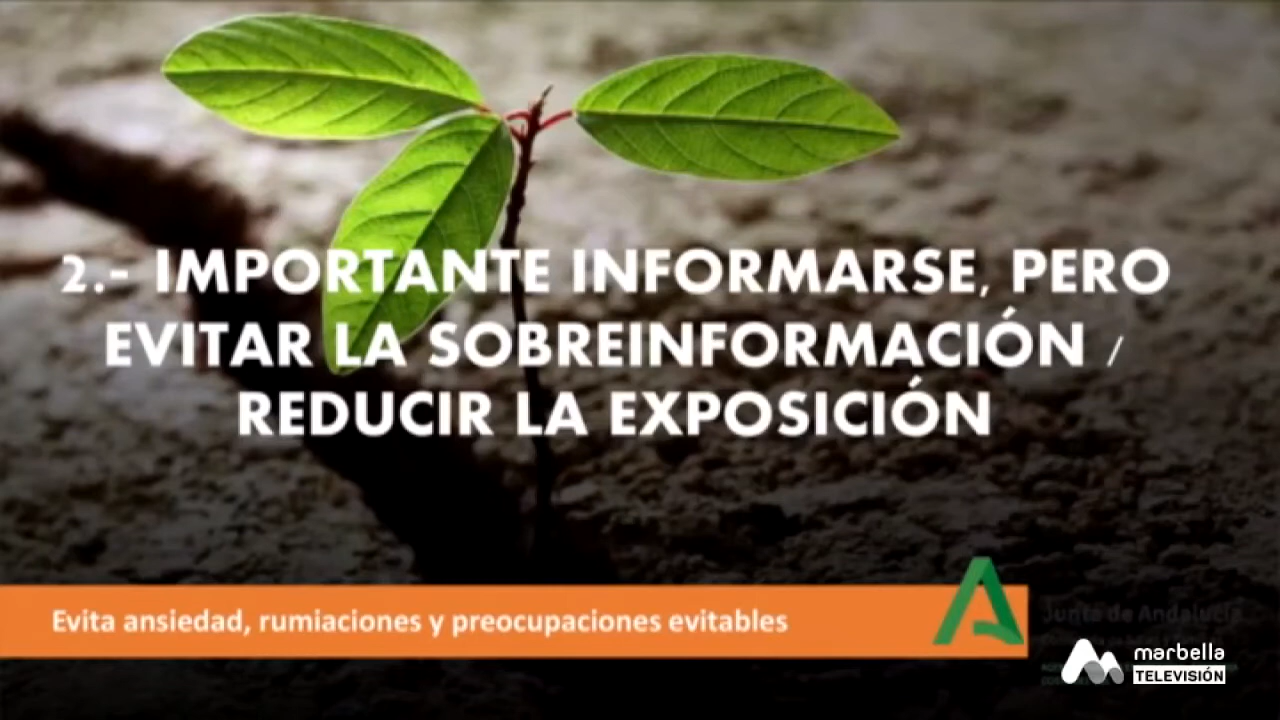 2.- IMPORTANTE INFORMARSE, PERO
EVITAR LA SOBREINFORMACIÓN /
REDUCIR LA EXPOSICIÓN
Evita ansiedad, rumiaciones y preocupaciones evitables
Junta de Andalucía
marbella
TELEVISIÓN